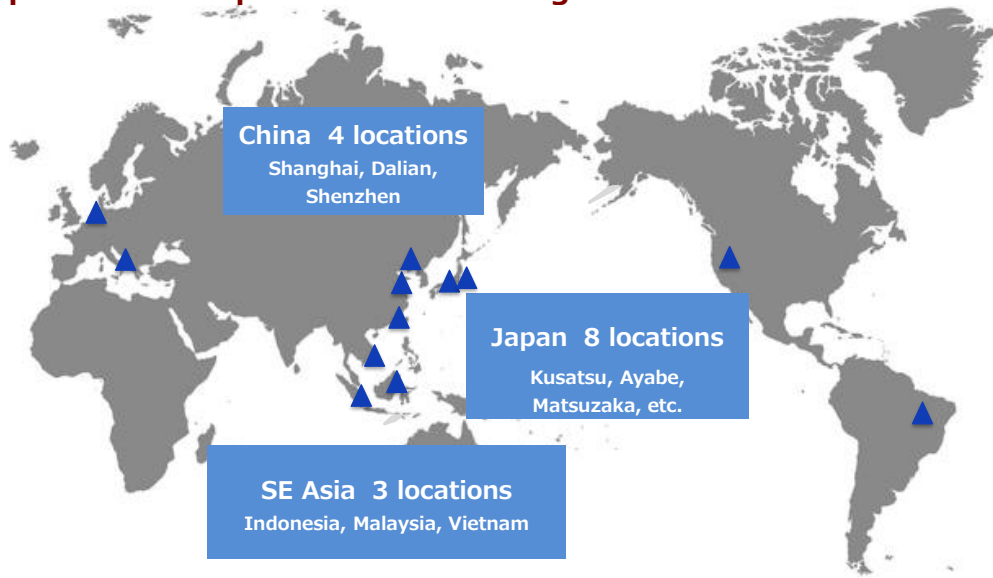 China 4 locations
Shanghai, Dalian,
Shenzhen
Japan 8 locations
Kusatsu, Ayabe,
Matsuzaka, etc.
SE Asia 3 locations
Indonesia, Malaysia, Vietnam